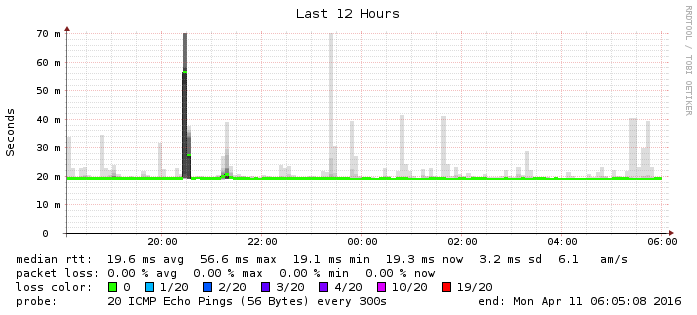 Last 12 Hours
RRDTOOL / TOBI OETIKER
Seconds
70 m
60 m
50 m
40 m
30 m
20 m
10 m
0
20:00 22:00 00:00 02:00 04:00 06:00
median rtt: 19.6 ms avg 56.6 ms max 19.1 ms min 19.3 ms now 3.2 ms sd 6.1 am/s
packet loss: 0.00 % avg 0.00 % max 0.00 % min 0.00 % now
loss color: 0 1/20 2/20 3/20 4/20 10/20 19/20
probe: 20 ICMP Echo Pings (56 Bytes) every 300s end: Mon Apr 11 06:05:08 2016